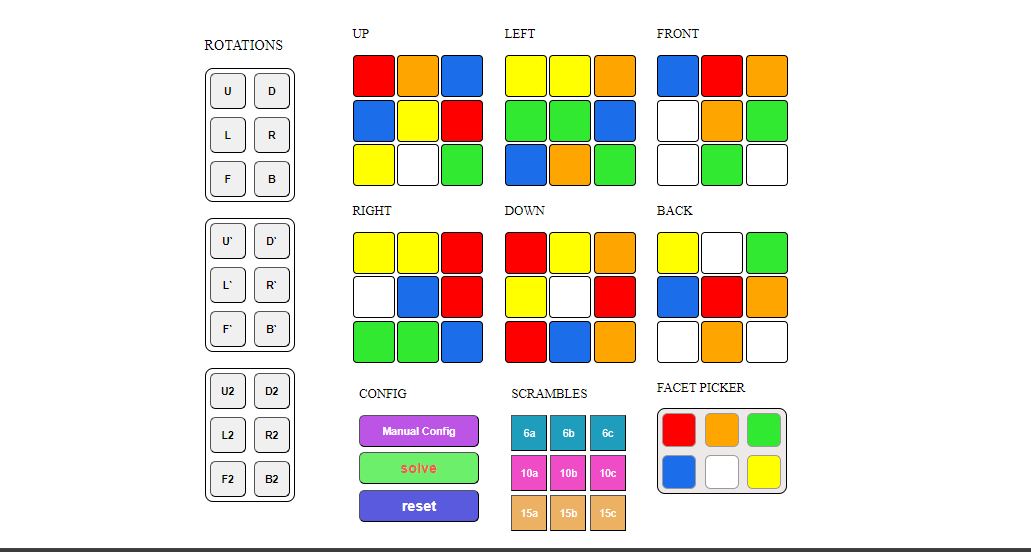 ROTATIONS
U D
L R
F B
U` D`
L` R`
F` B`
U2 D2
L2 R2
F2 B2
UP LEFT FRONT
RIGHT DOWN BACK
CONFIG
Manual Config
solve
reset
SCRAMBLES
6a 6b 6c
10a 10b 10c
15a 15b 15c
FACET PICKER